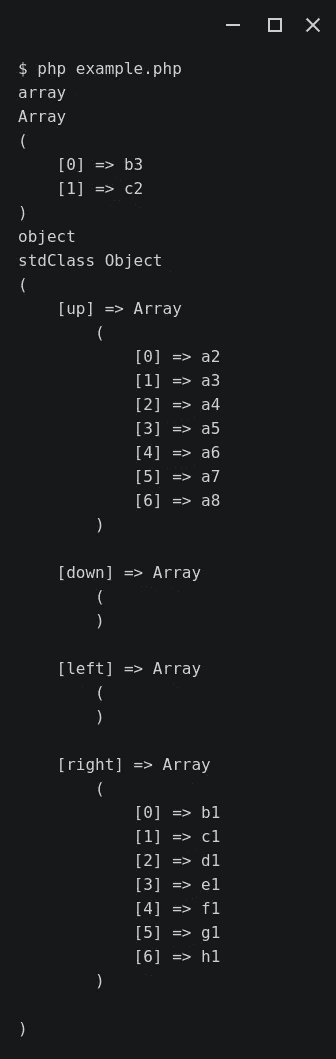 $ php example.php
array
Array
(
    [0] => b3
    [1] => c2
)
object
stdClass Object
(
    [up] => Array
        (
            [0] => a2
            [1] => a3
            [2] => a4
            [3] => a5
            [4] => a6
            [5] => a7
            [6] => a8
        )

    [down] => Array
        (
        )

    [left] => Array
        (
        )

    [right] => Array
        (
            [0] => b1
            [1] => c1
            [2] => d1
            [3] => e1
            [4] => f1
            [5] => g1
            [6] => h1
        )

)